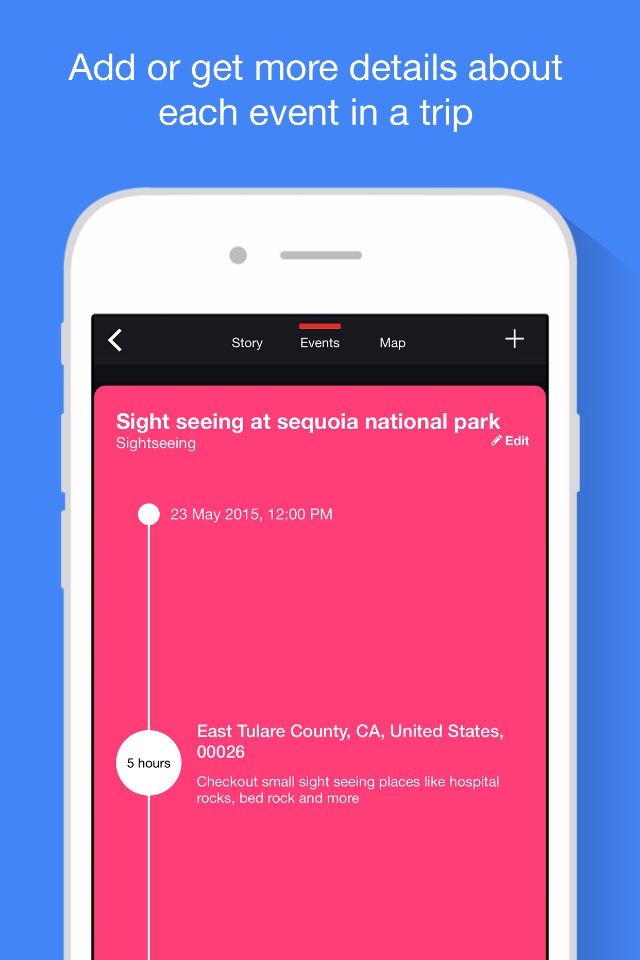 Add or get more details about
each event in a trip
Story Events Map
Sight seeing at sequoia national park
Sightseeing
Edit
23 May 2015, 12:00 PM
East Tulare County, CA, United States,
00026
5 hours
Checkout small sight seeing places like hospital
rocks, bed rock and more